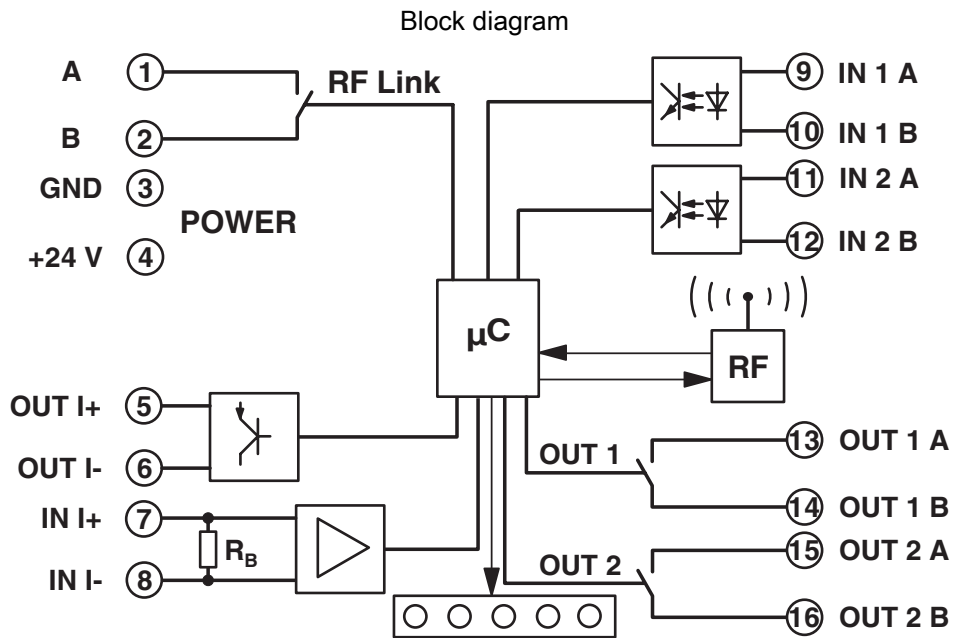 Block diagram
A 1
RF Link
B 2
GND 3
POWER
+24 V 4
OUT I+ 5
OUT I- 6
IN I+ 7
R_B
IN I- 8
µC
RF
9 IN 1 A
10 IN 1 B
11 IN 2 A
12 IN 2 B
OUT 1
13 OUT 1 A
14 OUT 1 B
OUT 2
15 OUT 2 A
16 OUT 2 B